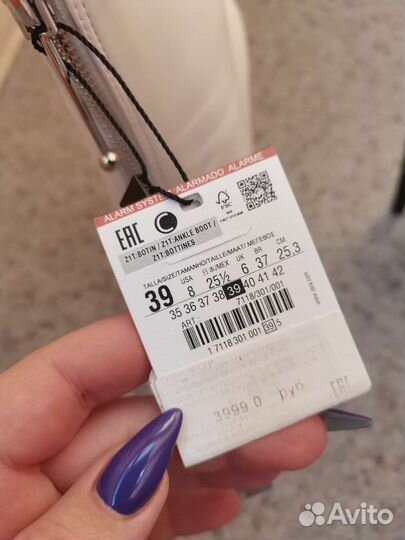 ALARM SYSTEM ALARMADO ALARME
EAC
FSC
Z1T:BOTIN / Z1T:ANKLE BOOT /
Z1T:BOTTINES
TALLA/SIZE/TAMANHO/TAILLE/MAAT/
USA MEX UK BR CM
39 8 25½ 6 37 25.3
35 36 37 38 39 40 41 42
ART.: 7118/301/001
1 7118 301 001 39 5
3999.0 руб.
EAC
Avito